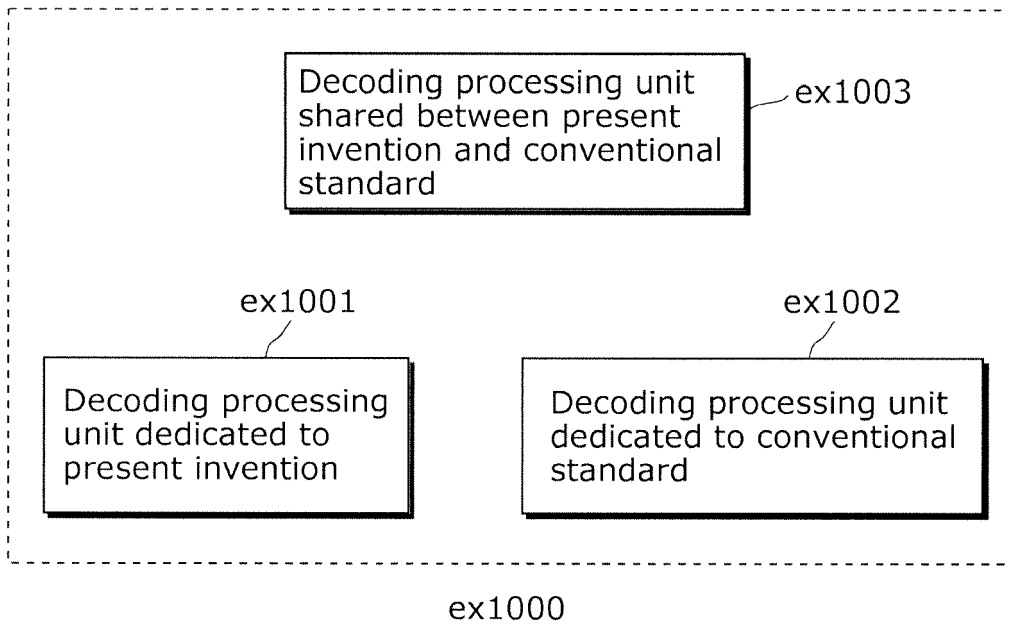 Decoding processing unit
shared between present
invention and conventional
standard
ex1003
ex1001
Decoding processing
unit dedicated to
present invention
ex1002
Decoding processing unit
dedicated to conventional
standard
ex1000